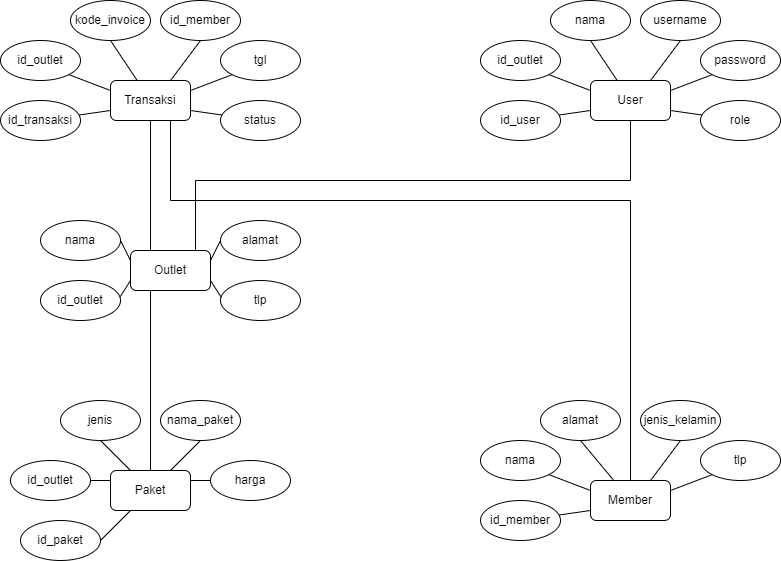 kode_invoice
id_member
id_outlet
tgl
Transaksi
id_transaksi
status
nama
username
id_outlet
password
User
id_user
role
nama
alamat
Outlet
id_outlet
tlp
jenis
nama_paket
id_outlet
harga
Paket
id_paket
alamat
jenis_kelamin
nama
tlp
Member
id_member